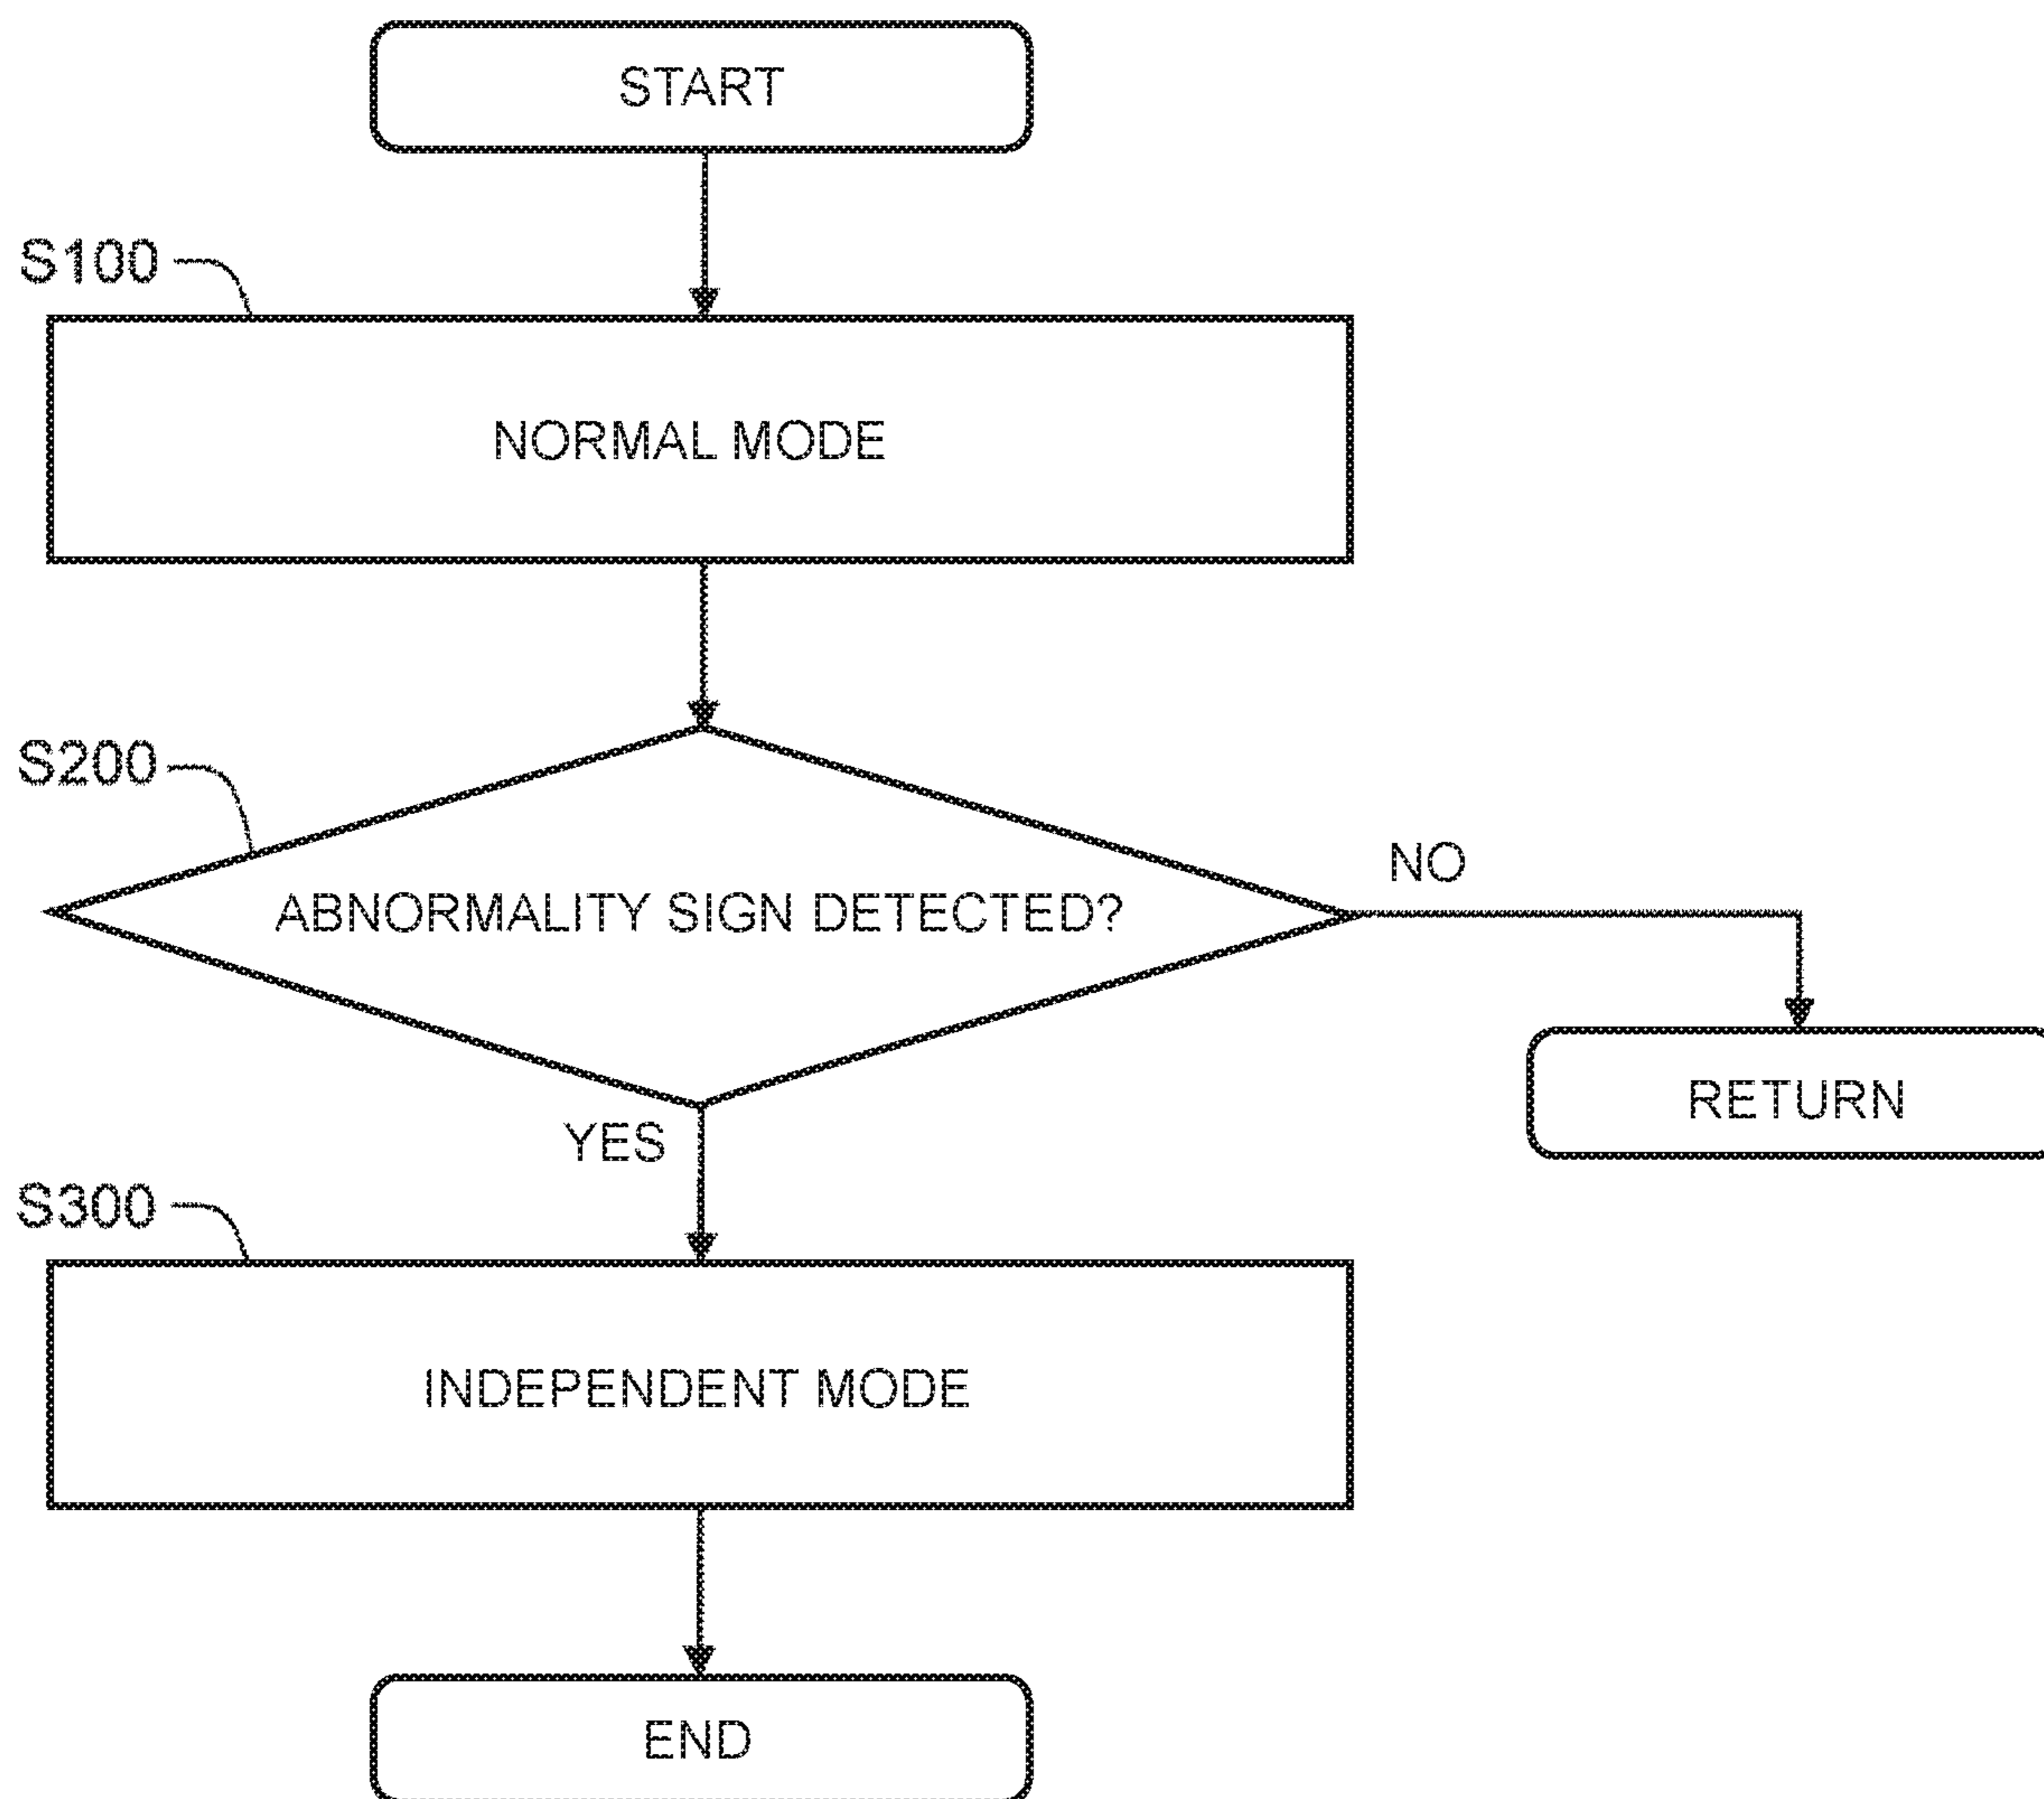 START
S100
NORMAL MODE
S200
ABNORMALITY SIGN DETECTED?
NO
RETURN
YES
S300
INDEPENDENT MODE
END